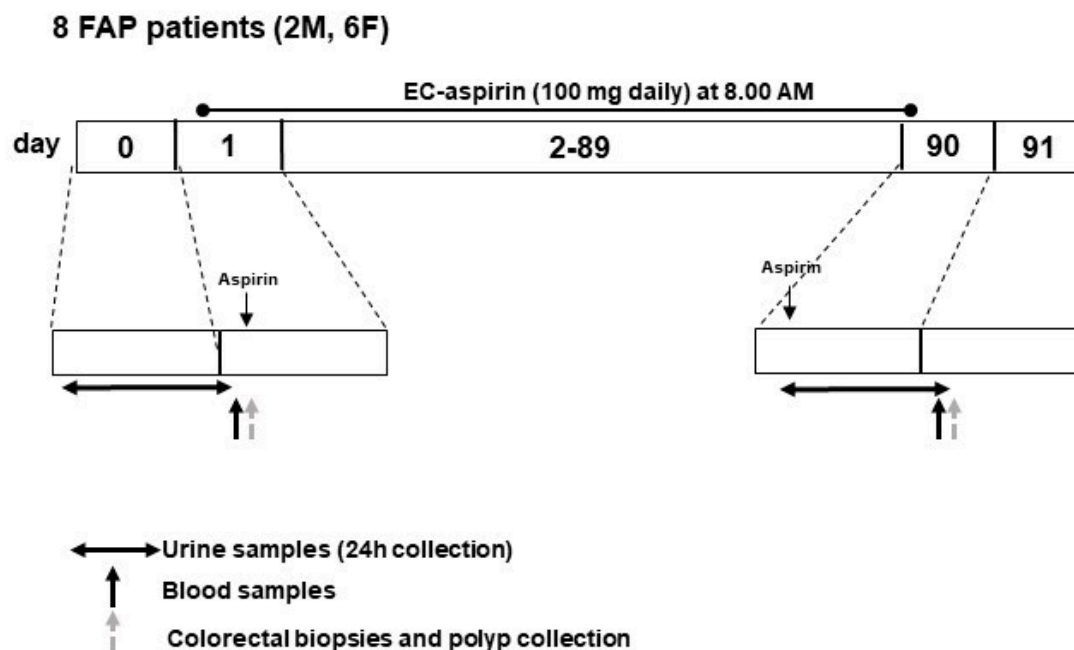 8 FAP patients (2M, 6F)
EC-aspirin (100 mg daily) at 8.00 AM
day 0 1 2-89 90 91
Aspirin Aspirin
Urine samples (24h collection)
Blood samples
Colorectal biopsies and polyp collection